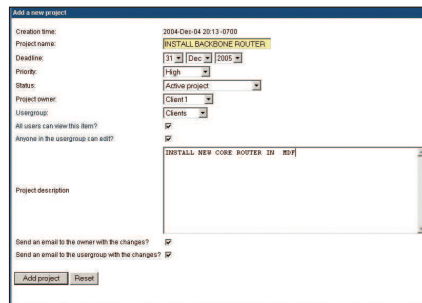 Add a new project
Creation time: 2004-Dec-04 20:13 -0700
Project name: INSTALL BACKBONE ROUTER
Deadline: 31 Dec 2005
Priority: High
Status: Active project
Project owner: Client1
Usergroup: Clients
All users can view this item?
Anyone in the usergroup can edit?
INSTALL NEW CORE ROUTER IN MDF
Project description
Send an email to the owner with the changes?
Send an email to the usergroup with the changes?
Add project Reset